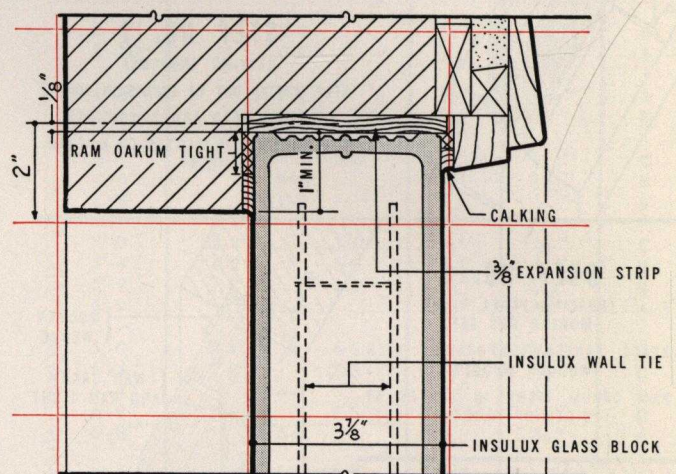 1/8"
2"
RAM OAKUM TIGHT
1" MIN.
CALKING
3/8" EXPANSION STRIP
INSULUX WALL TIE
3 7/8"
INSULUX GLASS BLOCK